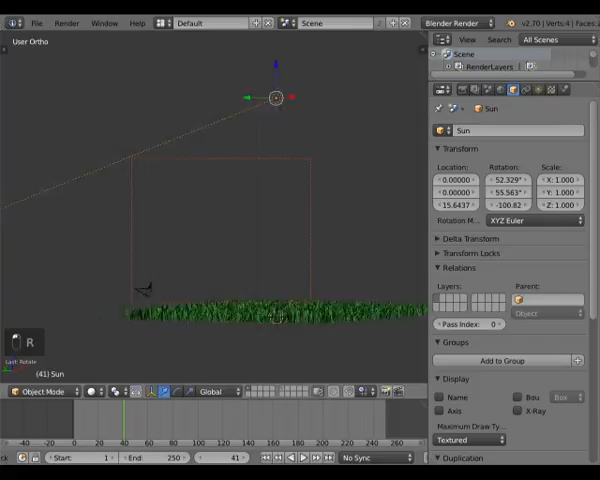 File Render Window Help Default Scene Blender Render v2.70 | Verts:4 | Faces:
User Ortho
View Search All Scenes
Scene
RenderLayers
Sun
Sun
Transform
Location: Rotation: Scale:
0.00000 52.329° X: 1.000
0.00000 55.563° Y: 1.000
15.6437 -100.82 Z: 1.000
Rotation M... XYZ Euler
Delta Transform
Transform Locks
Relations
Layers: Parent:
Object:
Pass Index: 0
Groups
Add to Group
Display
Name Bou Box
Axis X-Ray
Maximum Draw Ty...
Textured
Duplication
R
Last: Rotate
(41) Sun
Object Mode Global
-40 -20 0 20 40 60 80 100 120 140 160 180 200 220 240 260
Start: 1 End: 250 41 No Sync